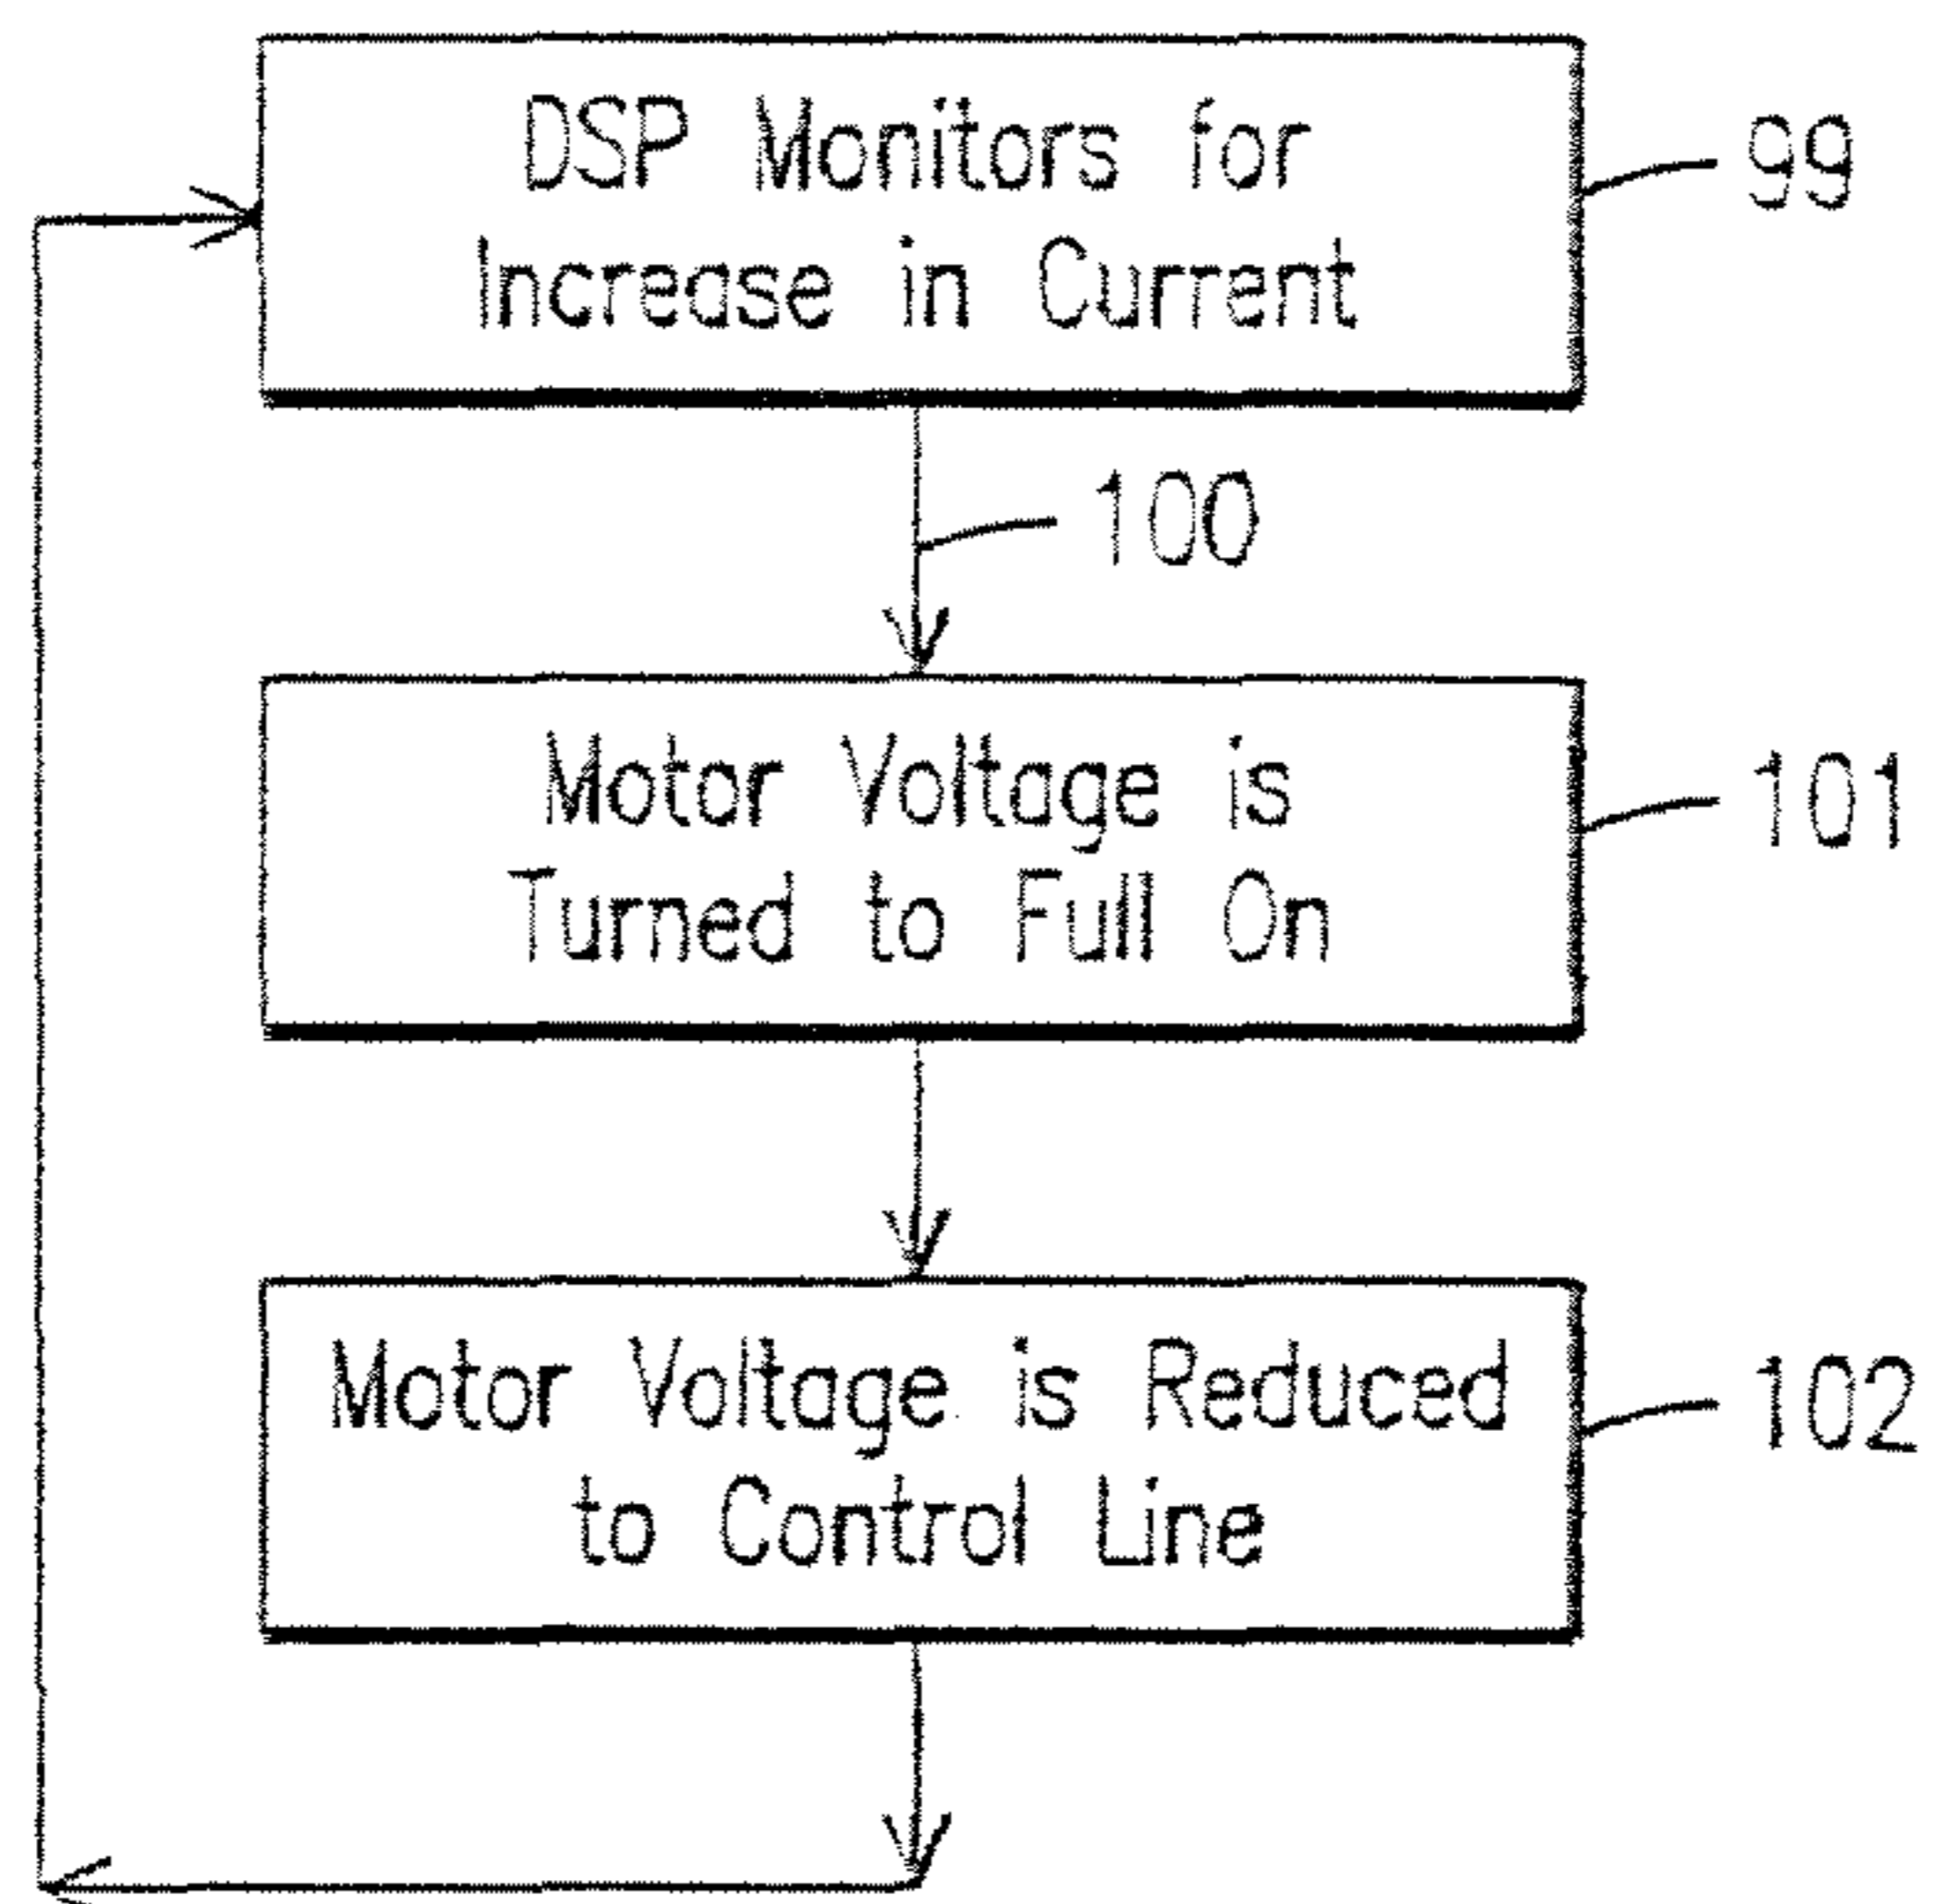 DSP Monitors for
Increase in Current
99
100
Motor Voltage is
Turned to Full On
101
Motor Voltage is Reduced
to Control Line
102